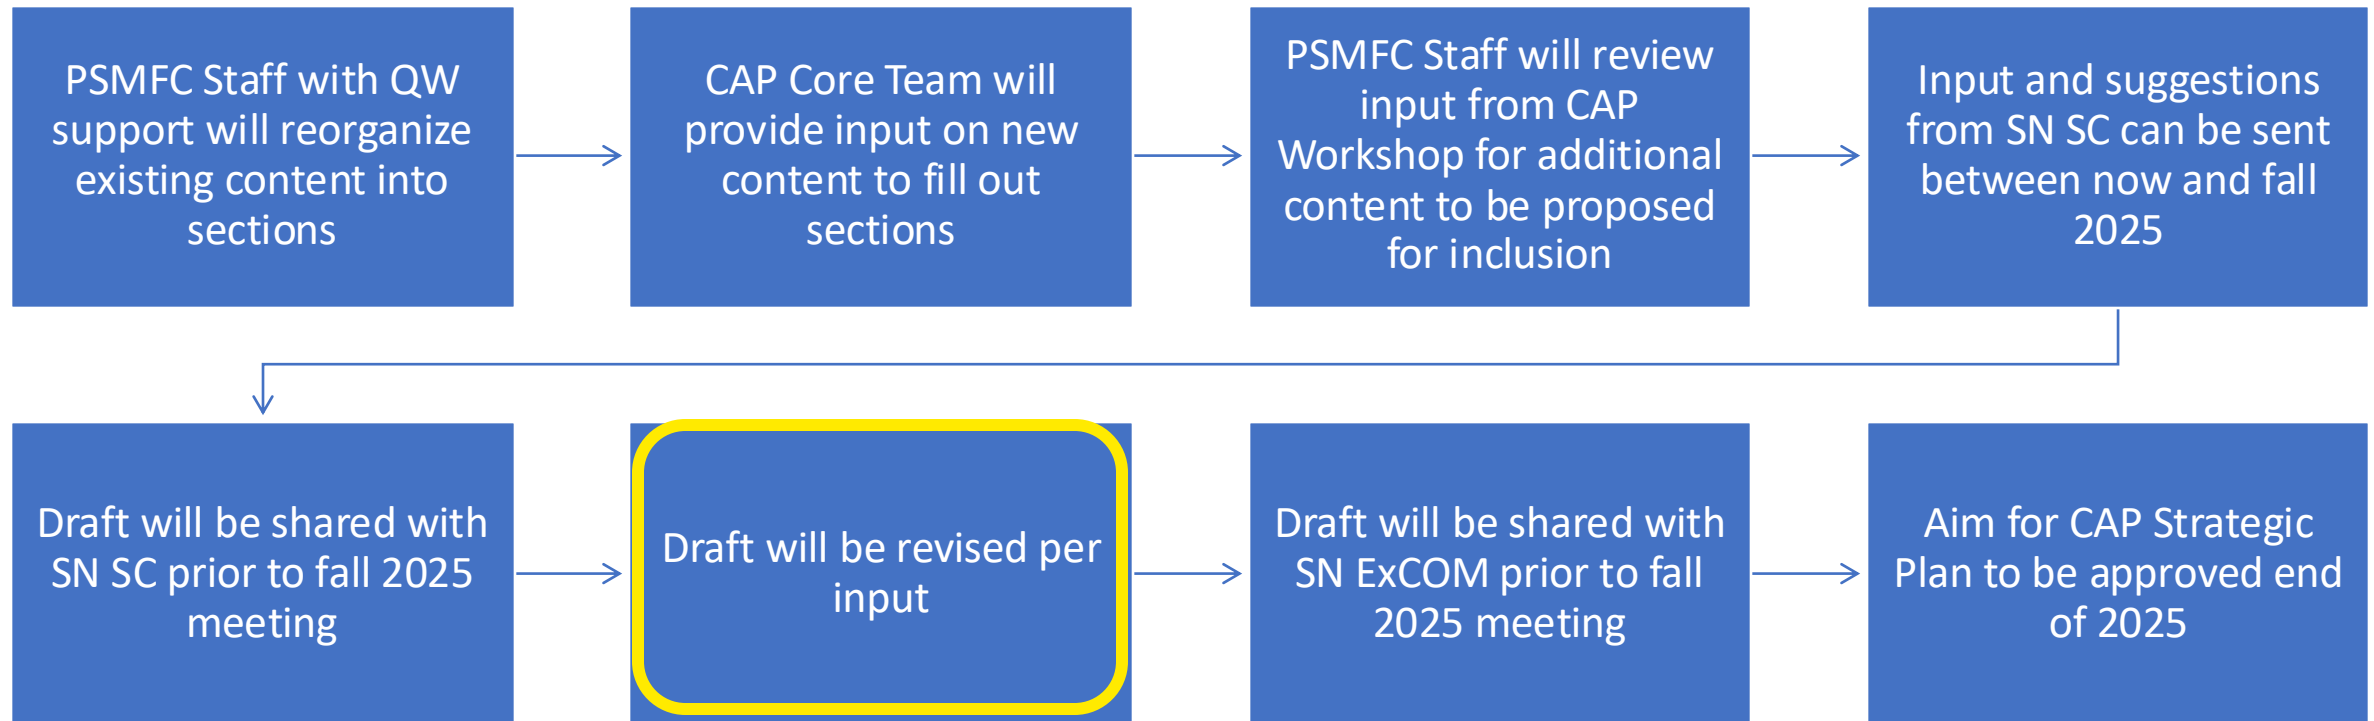 PSMFC Staff with QW
support will reorganize
existing content into
sections
CAP Core Team will
provide input on new
content to fill out
sections
PSMFC Staff will review
input from CAP
Workshop for additional
content to be proposed
for inclusion
Input and suggestions
from SN SC can be sent
between now and fall
2025
Draft will be shared with
SN SC prior to fall 2025
meeting
Draft will be revised per
input
Draft will be shared with
SN ExCOM prior to fall
2025 meeting
Aim for CAP Strategic
Plan to be approved end
of 2025